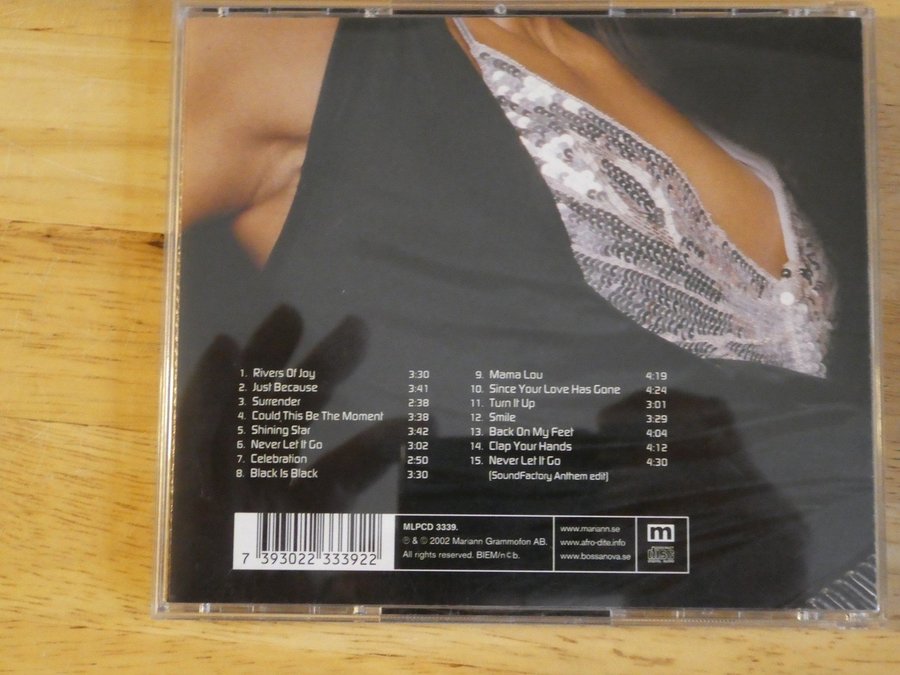 1. Rivers Of Joy 3:30
2. Just Because 3:41
3. Surrender 2:38
4. Could This Be The Moment 3:38
5. Shining Star 3:42
6. Never Let It Go 3:02
7. Celebration 2:50
8. Black Is Black 3:30
9. Mama Lou 4:19
10. Since Your Love Has Gone 4:24
11. Turn It Up 3:01
12. Smile 3:29
13. Back On My Feet 4:04
14. Clap Your Hands 4:12
15. Never Let It Go 4:30
(SoundFactory Anthem edit)
7 393022 333922
MLPCD 3339.
℗ & © 2002 Mariann Grammofon AB.
All rights reserved. BIEM/n©b.
www.mariann.se
www.afro-dite.info
www.bossanova.se
m
disc
DIGITAL AUDIO